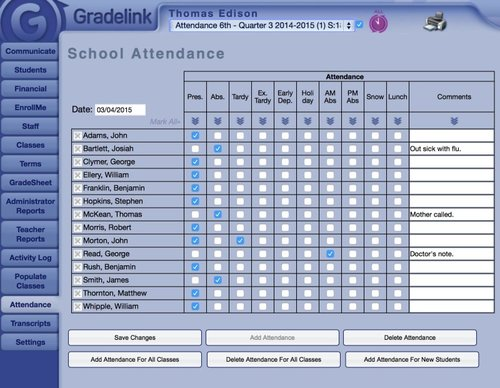 Gradelink
Thomas Edison
Attendance 6th - Quarter 3 2014-2015 (1) S:1
ALL
School Attendance
Communicate
Students
Financial
EnrollMe
Staff
Classes
Terms
GradeSheet
Administrator
Reports
Teacher
Reports
Activity Log
Populate
Classes
Attendance
Transcripts
Settings
Attendance
Date: 03/04/2015
Mark All»
Pres. Abs. Tardy Ex. Tardy Early Dep. Holi day AM Abs PM Abs Snow Lunch Comments
Adams, John
Bartlett, Josiah Out sick with flu.
Clymer, George
Ellery, William
Franklin, Benjamin
Hopkins, Stephen
McKean, Thomas Mother called.
Morris, Robert
Morton, John
Read, George Doctor's note.
Rush, Benjamin
Smith, James
Thornton, Matthew
Whipple, William
Save Changes Add Attendance Delete Attendance
Add Attendance For All Classes Delete Attendance For All Classes Add Attendance For New Students